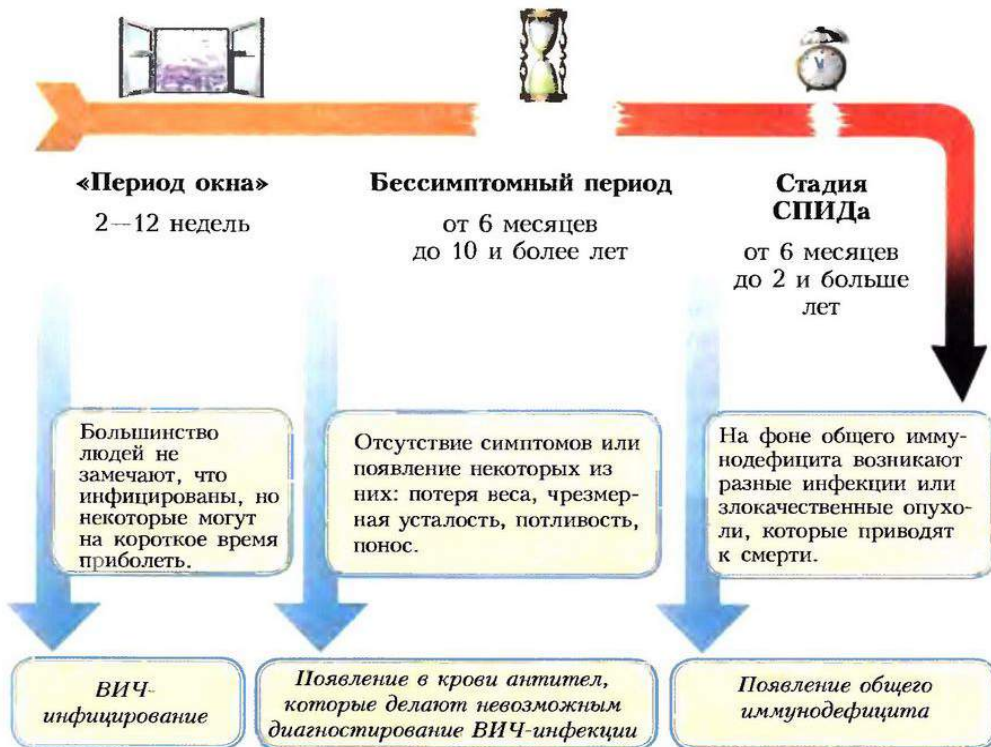 «Период окна»
2—12 недель
Бессимптомный период
от 6 месяцев
до 10 и более лет
Стадия
СПИДа
от 6 месяцев
до 2 и больше
лет
Большинство
людей не
замечают, что
инфицированы, но
некоторые могут
на короткое время
приболеть.
Отсутствие симптомов или
появление некоторых из
них: потеря веса, чрезмер-
ная усталость, потливость,
понос.
На фоне общего имму-
нодефицита возникают
разные инфекции или
злокачественные опухо-
ли, которые приводят
к смерти.
ВИЧ-
инфицирование
Появление в крови антител,
которые делают невозможным
диагностирование ВИЧ-инфекции
Появление общего
иммунодефицита